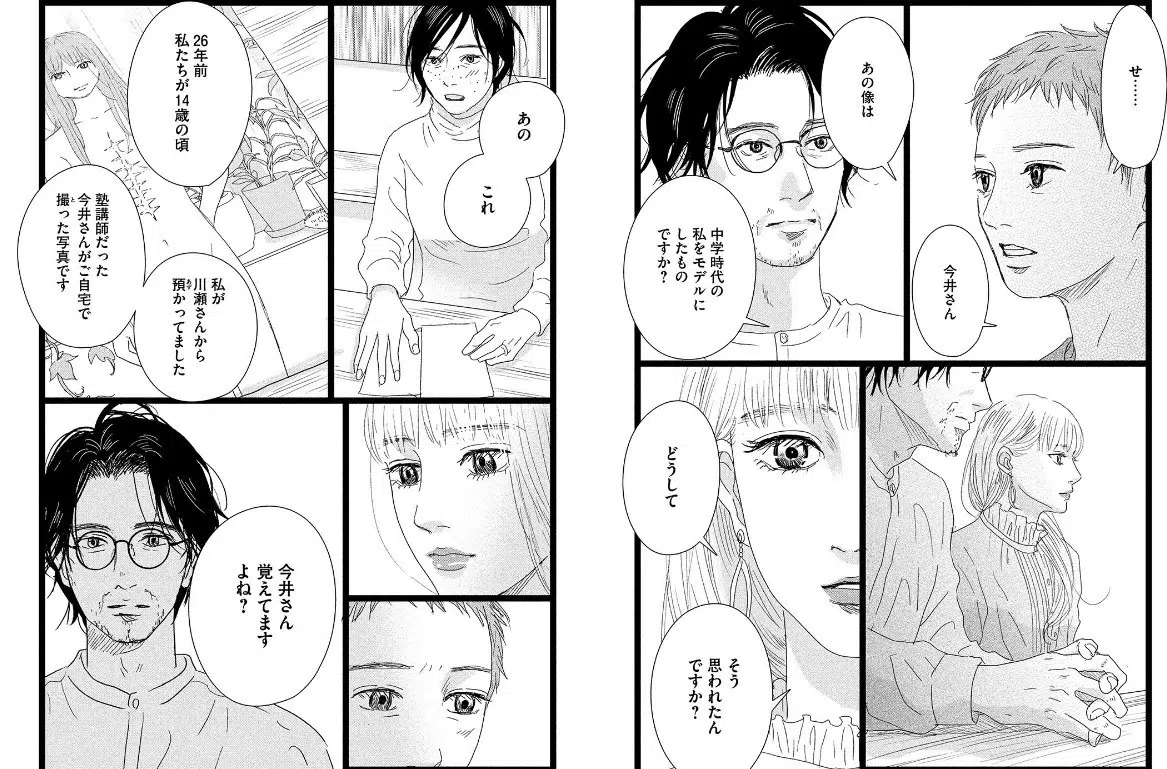 せ……
今井さん
あの像は
中学時代の
私をモデルに
したもの
ですか？
どうして
そう
思われたん
ですか？
あの
これ
26年前
私たちが14歳の頃
塾講師だった
今井さんがご自宅で
撮った写真です
私が
川瀬さんから
預かってました
今井さん
覚えてます
よね？